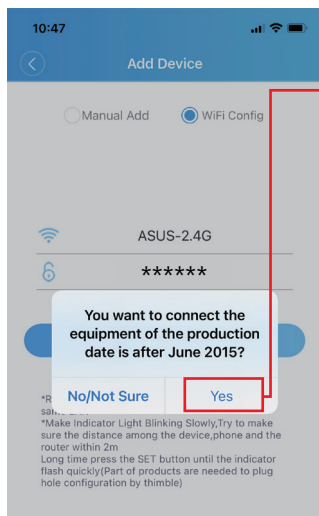 10:47
Add Device
Manual Add
WiFi Config
ASUS-2.4G
******
You want to connect the
equipment of the production
date is after June 2015?
No/Not Sure
Yes
*Make Indicator Light Blinking Slowly,Try to make
sure the distance among the device,phone and the
router within 2m
Long time press the SET button until the indicator
flash quickly(Part of products are needed to plug
hole configuration by thimble)